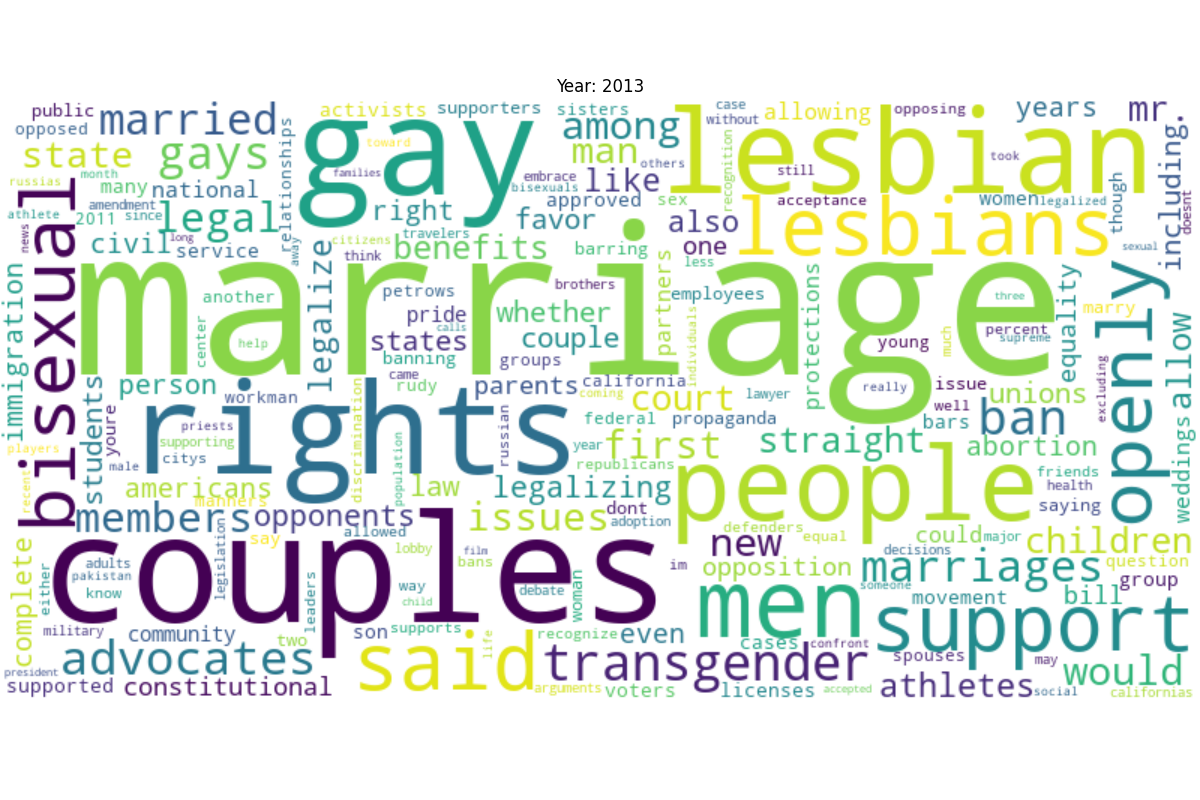 Year: 2013
public
married
activists
supporters
sisters
case
without
allowing
opposing
years
mr.
opposed
state
gays
relationships
toward
gay
among
man
lesbian
recognition
others
took
still
including.
russias
month
many
national
families
embrace
bisexuals
like
approved
sex
acceptance
women
legalized
though
doesnt
athlete
amendment
2011
since
legal
right
favor
also
lesbians
news
civil
long
service
away
legalize
citizens
travelers
think
benefits
barring
one
less
sexual
bisexual
immigration
marriage
another
center
help
petrows
pride
calls
states
banning
brothers
whether
couple
groups
partners
employees
individuals
protections
much
young
three
percent
supreme
equality
marry
openly
allow
weddings
person
workman
came
rudy
parents
california
coming
court
lawyer
really
issue
well
unions
excluding
students
youre
rights
priests
supporting
citys
male
discrimination
population
russian
federal
propaganda
year
first
republicans
straight
bars
ban
abortion
players
recent
americans
manners
law
legalizing
people
friends
health
saying
members
opponents
issues
dont
adoption
defenders
equal
could
major
children
say
allowed
legislation
complete
either
adults
pakistan
know
couples
lobby
film
bans
way
child
debate
woman
im
new
opposition
decisions
marriages
question
someone
group
leaders
military
community
two
son
supports
life
recognize
even
men
cases
confront
movement
bill
support
president
advocates
said
transgender
spouses
may
would
supported
constitutional
arguments
voters
licenses
accepted
athletes
social
californias